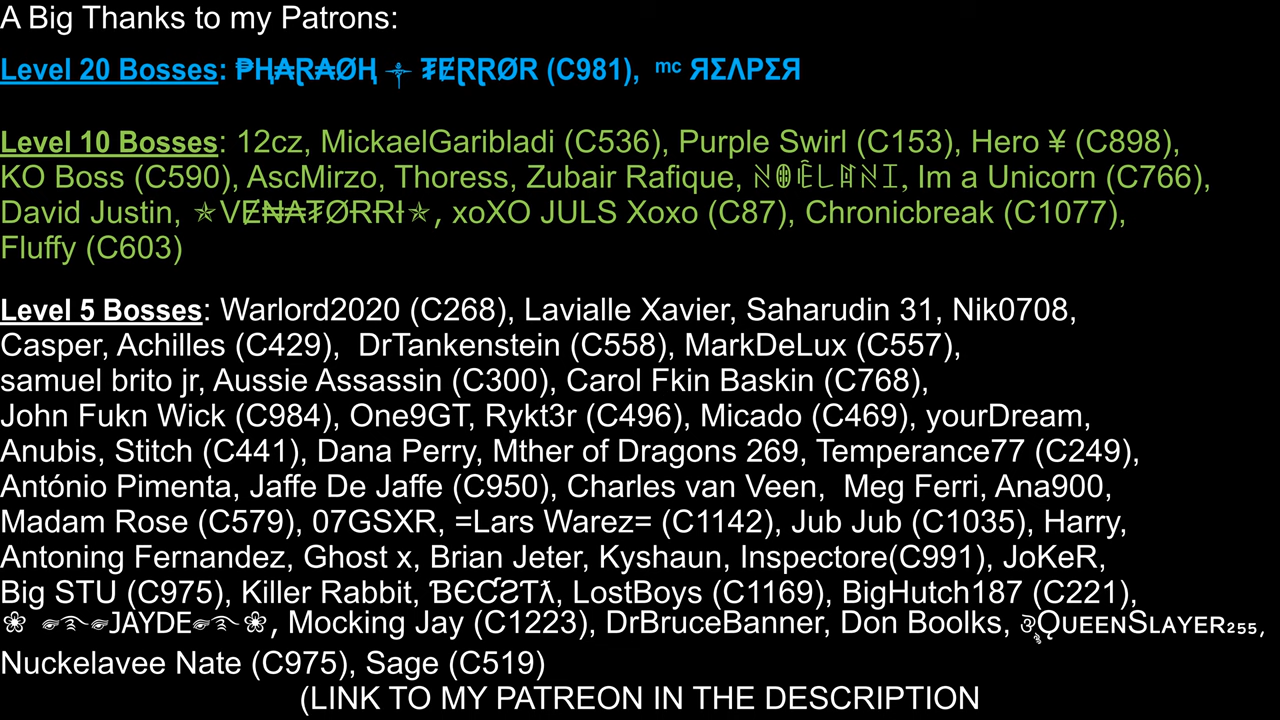 A Big Thanks to my Patrons:
Level 20 Bosses: ₱Ⱨ₳Ɽ₳ØⱧ ⸸ ₮ɆⱤⱤØR (C981), ᵐᶜ ЯΣΛPΣЯ
Level 10 Bosses: 12cz, MickaelGaribladi (C536), Purple Swirl (C153), Hero ¥ (C898),
KO Boss (C590), AscMirzo, Thoress, Zubair Rafique, Im a Unicorn (C766),
David Justin, ✯VɆ₦₳₮ØɌɌƗ✯, xoXO JULS Xoxo (C87), Chronicbreak (C1077),
Fluffy (C603)
Level 5 Bosses: Warlord2020 (C268), Lavialle Xavier, Saharudin 31, Nik0708,
Casper, Achilles (C429), DrTankenstein (C558), MarkDeLux (C557),
samuel brito jr, Aussie Assassin (C300), Carol Fkin Baskin (C768),
John Fukn Wick (C984), One9GT, Rykt3r (C496), Micado (C469), yourDream,
Anubis, Stitch (C441), Dana Perry, Mther of Dragons 269, Temperance77 (C249),
António Pimenta, Jaffe De Jaffe (C950), Charles van Veen, Meg Ferri, Ana900,
Madam Rose (C579), 07GSXR, =Lars Warez= (C1142), Jub Jub (C1035), Harry,
Antoning Fernandez, Ghost x, Brian Jeter, Kyshaun, Inspectore(C991), JoKeR,
Big STU (C975), Killer Rabbit, ƁЄƇƧƬƛ, LostBoys (C1169), BigHutch187 (C221),
❀ ☜࿐☜JAYDE☜࿐❀, Mocking Jay (C1223), DrBruceBanner, Don Boolks, QᴜᴇᴇɴSʟᴀʏᴇʀ₂₅₅,
Nuckelavee Nate (C975), Sage (C519)
(LINK TO MY PATREON IN THE DESCRIPTION